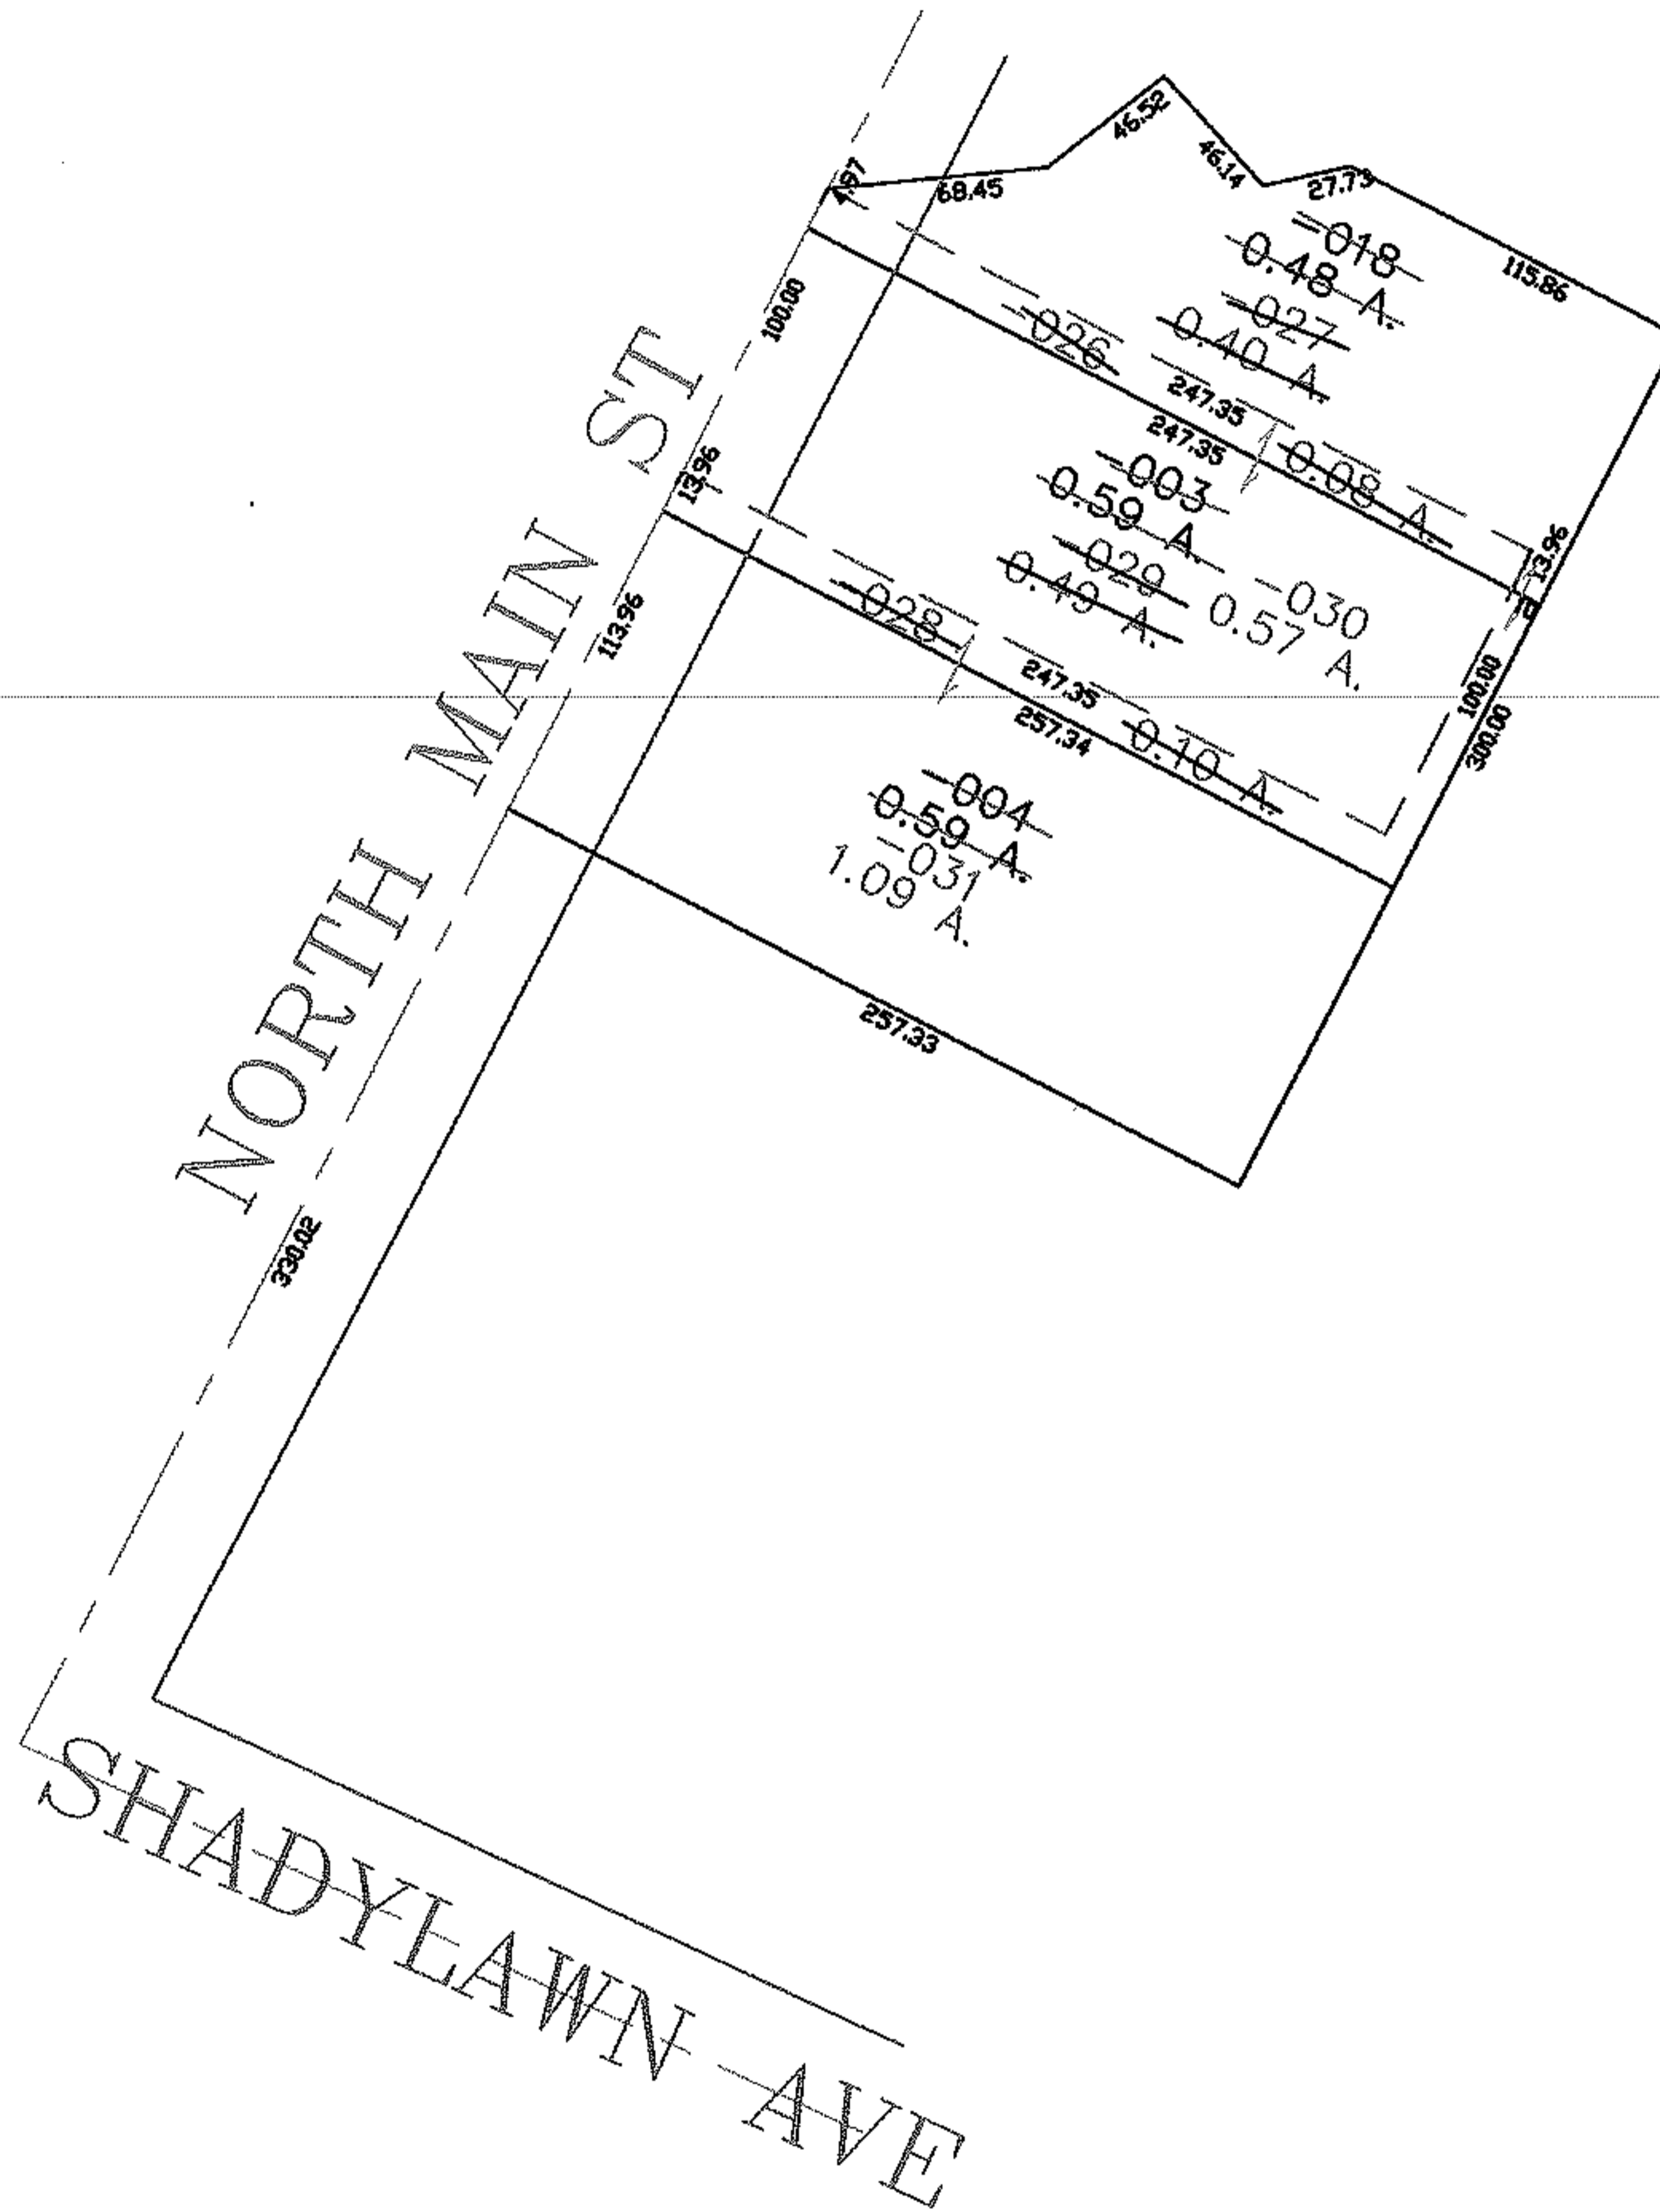 46.52
46.14
4.97
68.45
27.73
115.86
-018
0.48 A.
-027
0.40 A.
100.00
-026
247.35
247.35
0.08 A.
13.96
13.96
-003
0.59 A.
-029
0.49 A.
-030
0.57 A.
-028
247.35
257.34
0.10 A.
100.00
300.00
113.96
-004
0.59 A.
-031
1.09 A.
257.33
330.02
NORTH MAIN ST
SHADYLAWN AVE